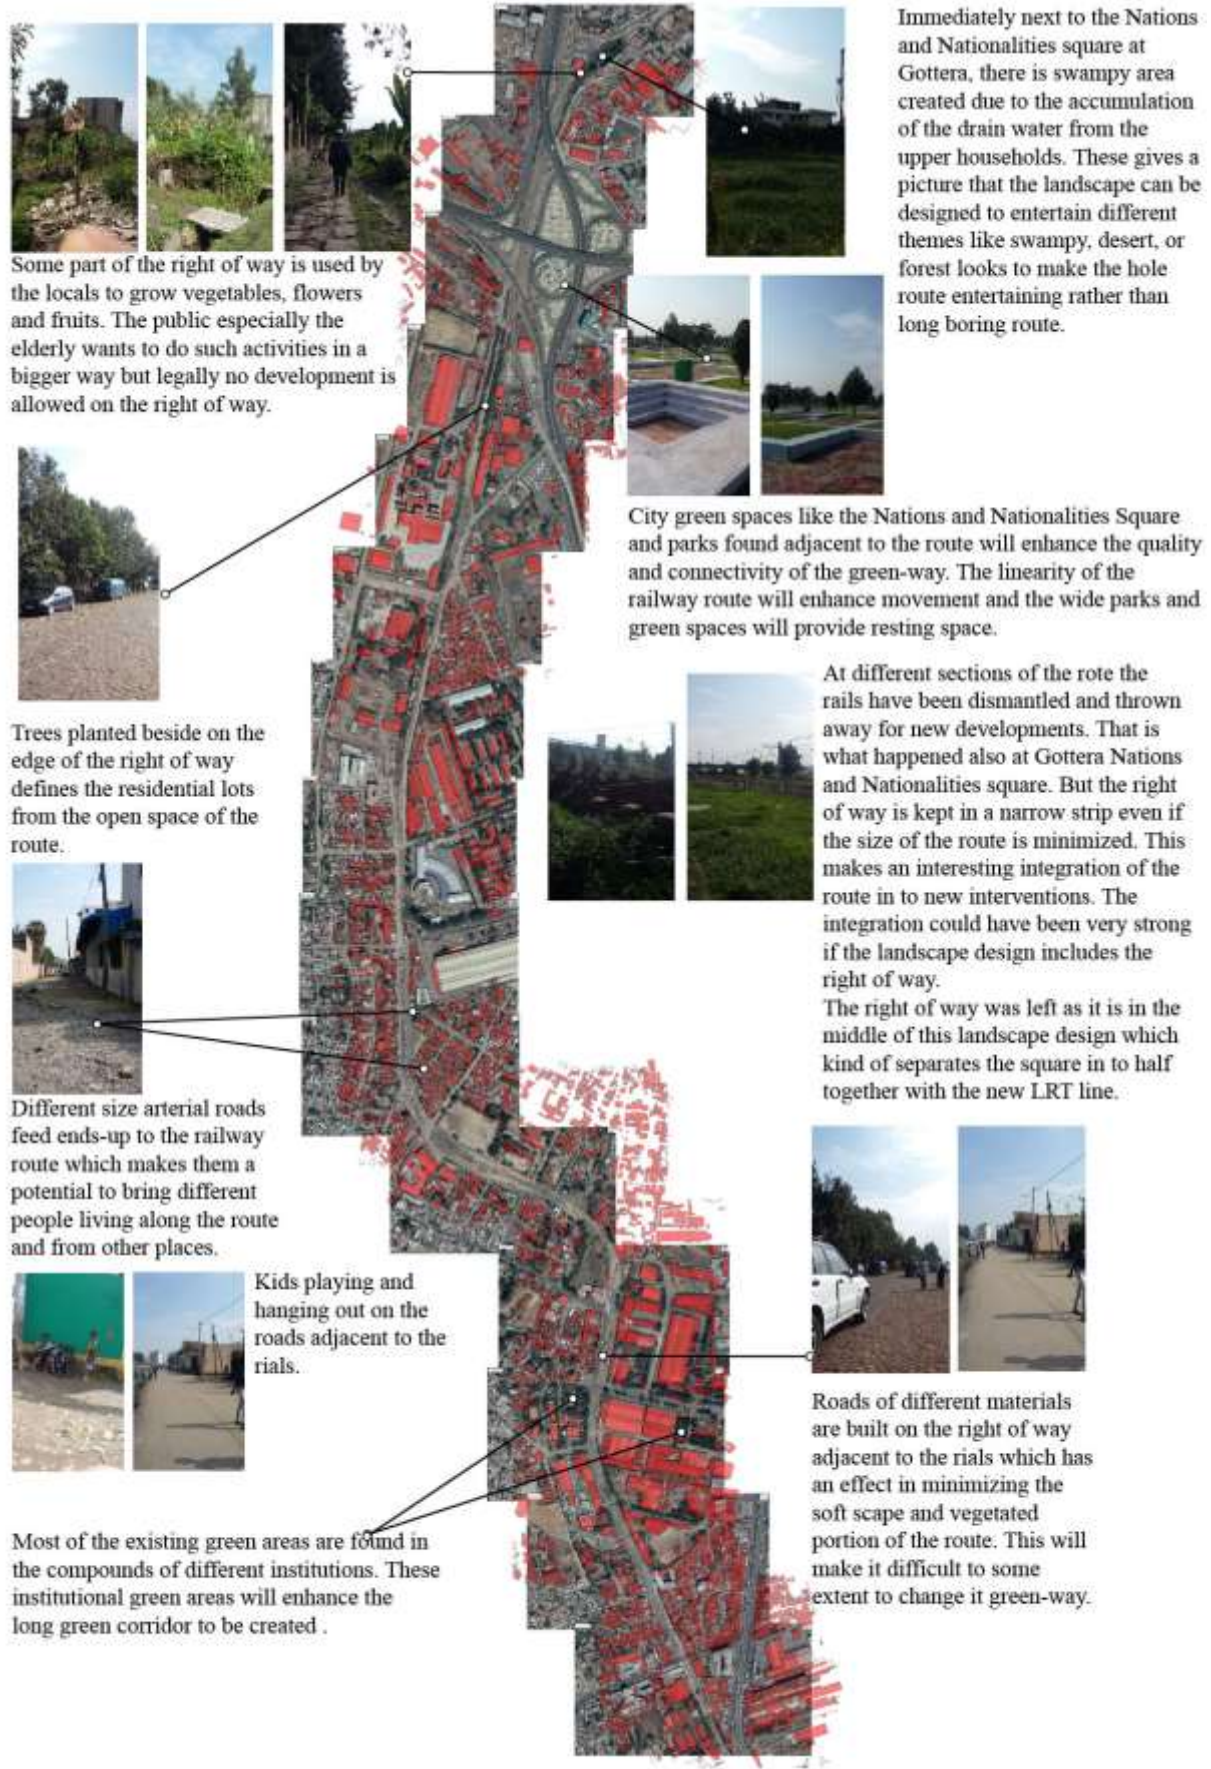 Immediately next to the Nations
and Nationalities square at
Gottera, there is swampy area
created due to the accumulation
of the drain water from the
upper households. These gives a
picture that the landscape can be
designed to entertain different
themes like swampy, desert, or
forest looks to make the hole
route entertaining rather than
long boring route.
Some part of the right of way is used by
the locals to grow vegetables, flowers
and fruits. The public especially the
elderly wants to do such activities in a
bigger way but legally no development is
allowed on the right of way.
City green spaces like the Nations and Nationalities Square
and parks found adjacent to the route will enhance the quality
and connectivity of the green-way. The linearity of the
railway route will enhance movement and the wide parks and
green spaces will provide resting space.
At different sections of the rote the
rails have been dismantled and thrown
away for new developments. That is
what happened also at Gottera Nations
and Nationalities square. But the right
of way is kept in a narrow strip even if
the size of the route is minimized. This
makes an interesting integration of the
route in to new interventions. The
integration could have been very strong
if the landscape design includes the
right of way.
The right of way was left as it is in the
middle of this landscape design which
kind of separates the square in to half
together with the new LRT line.
Trees planted beside on the
edge of the right of way
defines the residential lots
from the open space of the
route.
Different size arterial roads
feed ends-up to the railway
route which makes them a
potential to bring different
people living along the route
and from other places.
Kids playing and
hanging out on the
roads adjacent to the
rials.
Roads of different materials
are built on the right of way
adjacent to the rials which has
an effect in minimizing the
soft scape and vegetated
portion of the route. This will
make it difficult to some
extent to change it green-way.
Most of the existing green areas are found in
the compounds of different institutions. These
institutional green areas will enhance the
long green corridor to be created .